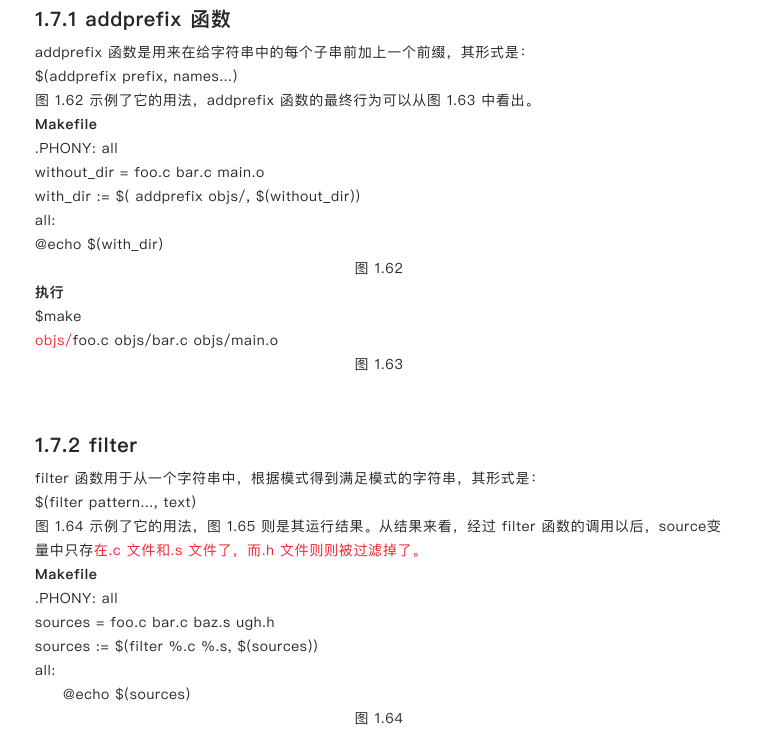 1.7.1 addprefix 函数
addprefix 函数是用来在给字符串中的每个子串前加上一个前缀，其形式是：
$(addprefix prefix, names...)
图 1.62 示例了它的用法，addprefix 函数的最终行为可以从图 1.63 中看出。
Makefile
.PHONY: all
without_dir = foo.c bar.c main.o
with_dir := $( addprefix objs/, $(without_dir))
all:
@echo $(with_dir)
图 1.62
执行
$make
objs/foo.c objs/bar.c objs/main.o
图 1.63
1.7.2 filter
filter 函数用于从一个字符串中，根据模式得到满足模式的字符串，其形式是：
$(filter pattern..., text)
图 1.64 示例了它的用法，图 1.65 则是其运行结果。从结果来看，经过 filter 函数的调用以后，source变
量中只存在.c 文件和.s 文件了，而.h 文件则则被过滤掉了。
Makefile
.PHONY: all
sources = foo.c bar.c baz.s ugh.h
sources := $(filter %.c %.s, $(sources))
all:
@echo $(sources)
图 1.64